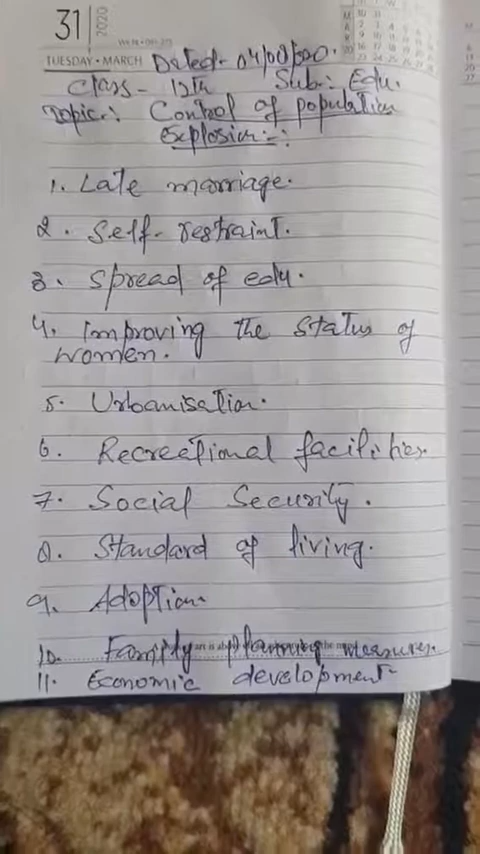 31
2020
TUESDAY • MARCH Dated- 04/08/020.
Class- 12th Sub: Edu.
Topic: Control of population
Explosion:-:
1. Late marriage.
2. Self-restraint.
3. Spread of edu.
4. Improving the status of
women.
5. Urbanisation.
6. Recreational facilities.
7. Social Security.
8. Standard of living.
9. Adoption.
10. Family planning measures.
11. Economic development